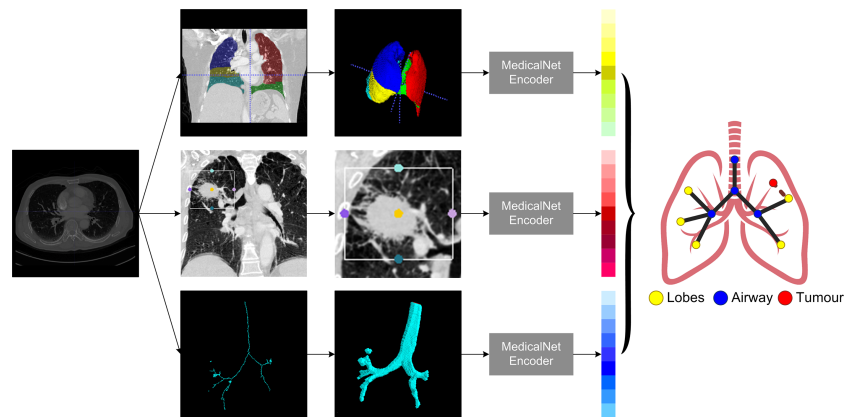 MedicalNet
Encoder
MedicalNet
Encoder
MedicalNet
Encoder
Lobes Airway Tumour